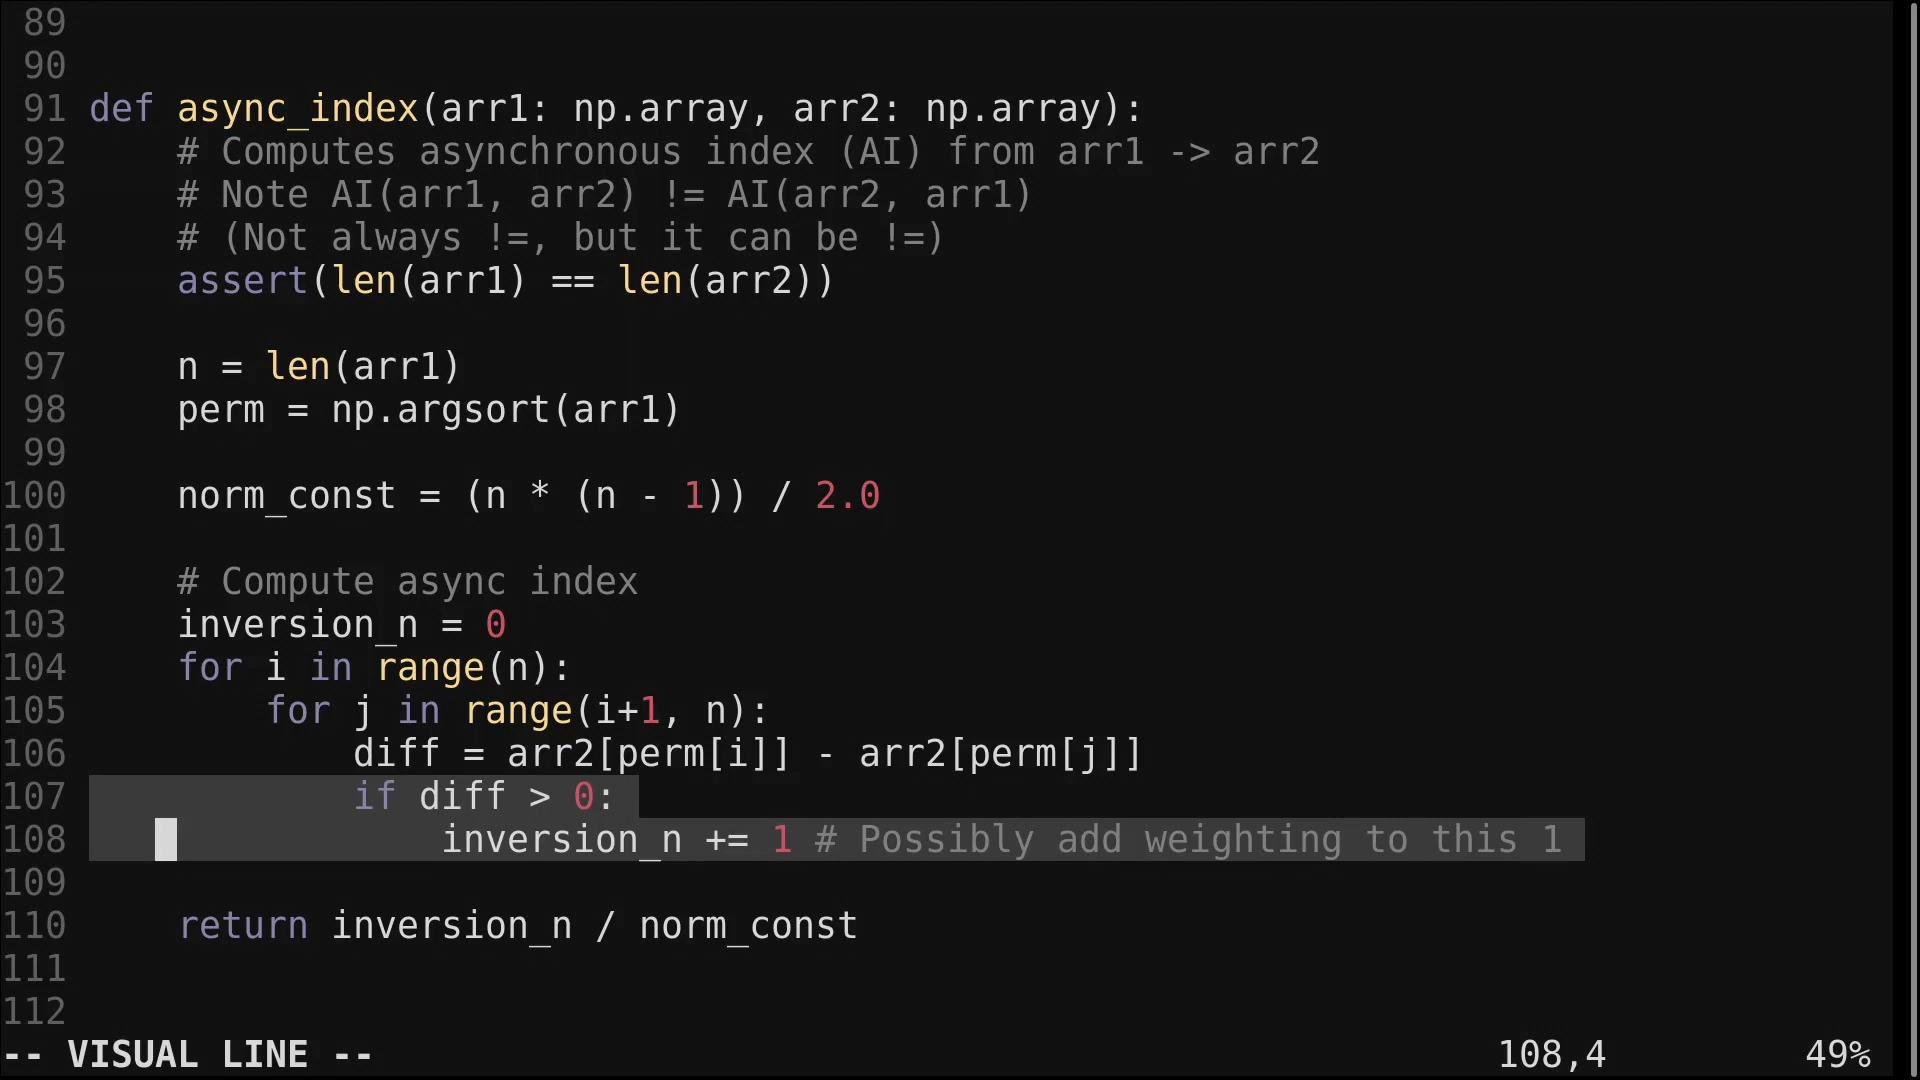 89
90
91 def async_index(arr1: np.array, arr2: np.array):
92     # Computes asynchronous index (AI) from arr1 -> arr2
93     # Note AI(arr1, arr2) != AI(arr2, arr1)
94     # (Not always !=, but it can be !=)
95     assert(len(arr1) == len(arr2))
96
97     n = len(arr1)
98     perm = np.argsort(arr1)
99
100     norm_const = (n * (n - 1)) / 2.0
101
102     # Compute async index
103     inversion_n = 0
104     for i in range(n):
105         for j in range(i+1, n):
106             diff = arr2[perm[i]] - arr2[perm[j]]
107             if diff > 0:
108                 inversion_n += 1 # Possibly add weighting to this 1
109
110     return inversion_n / norm_const
111
112
-- VISUAL LINE -- 108,4 49%